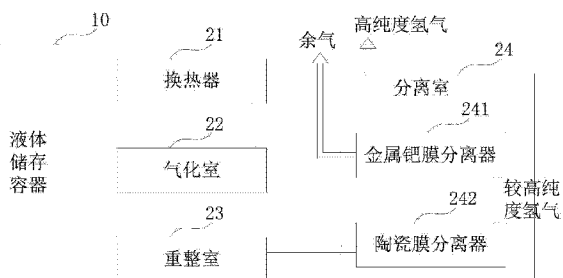 10
21
余气
高纯度氢气
24
换热器
分离室
241
22
液体
储存
容器
气化室
金属钯膜分离器
较高纯
度氢气
23
242
重整室
陶瓷膜分离器